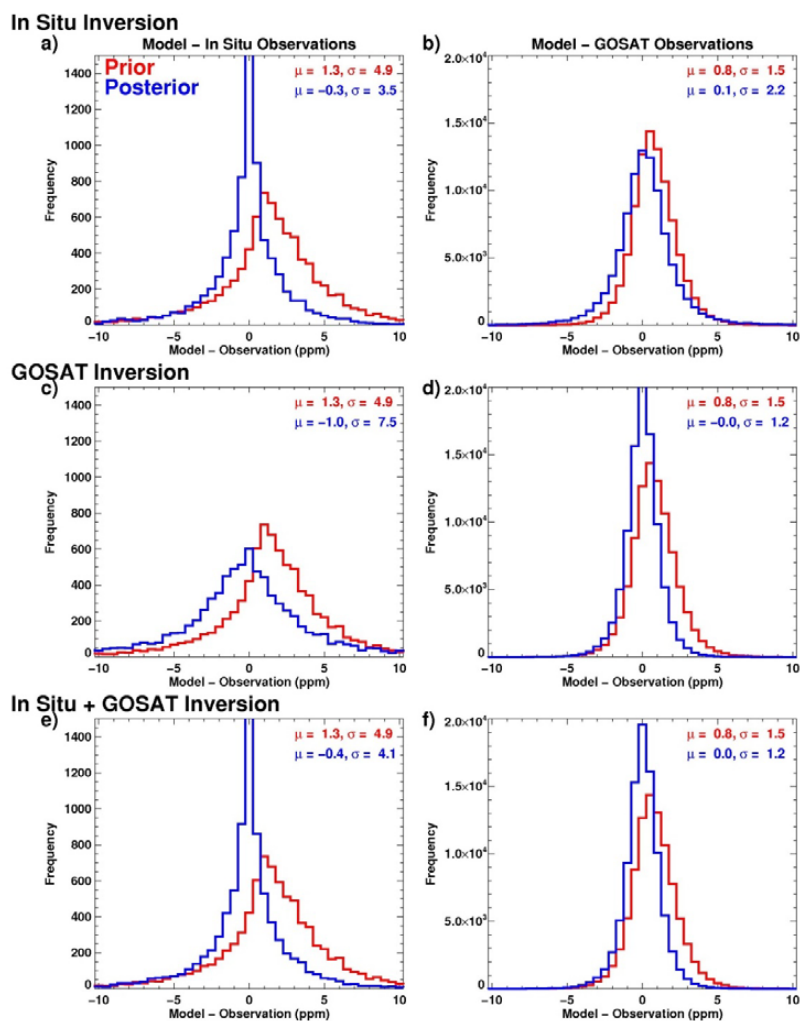 In Situ Inversion
a) Model – In Situ Observations
b) Model – GOSAT Observations
Prior
Posterior
μ = 1.3, σ = 4.9
μ = −0.3, σ = 3.5
μ = 0.8, σ = 1.5
μ = 0.1, σ = 2.2
1400
1200
1000
800
600
400
200
0
Frequency
−10 −5 0 5 10
Model – Observation (ppm)
2.0×10⁴
1.5×10⁴
1.0×10⁴
5.0×10³
0
Frequency
−10 −5 0 5 10
Model – Observation (ppm)
GOSAT Inversion
c)
μ = 1.3, σ = 4.9
μ = −1.0, σ = 7.5
1400
1200
1000
800
600
400
200
0
Frequency
−10 −5 0 5 10
Model – Observation (ppm)
d)
μ = 0.8, σ = 1.5
μ = −0.0, σ = 1.2
2.0×10⁴
1.5×10⁴
1.0×10⁴
5.0×10³
0
Frequency
−10 −5 0 5 10
Model – Observation (ppm)
In Situ + GOSAT Inversion
e)
μ = 1.3, σ = 4.9
μ = −0.4, σ = 4.1
1400
1200
1000
800
600
400
200
0
Frequency
−10 −5 0 5 10
Model – Observation (ppm)
f)
μ = 0.8, σ = 1.5
μ = 0.0, σ = 1.2
2.0×10⁴
1.5×10⁴
1.0×10⁴
5.0×10³
0
Frequency
−10 −5 0 5 10
Model – Observation (ppm)